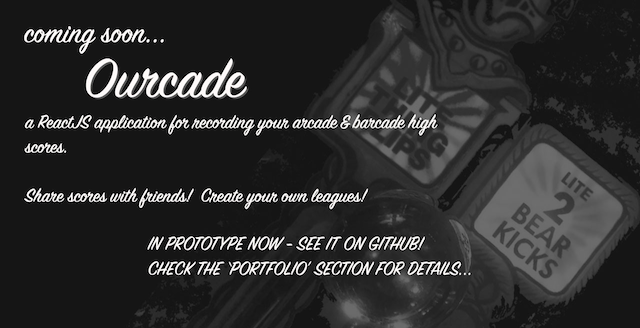 coming soon...
Ourcade
a ReactJS application for recording your arcade & barcade high
scores.
Share scores with friends! Create your own leagues!
IN PROTOTYPE NOW - SEE IT ON GITHUB!
CHECK THE 'PORTFOLIO' SECTION FOR DETAILS...
LITE
2
BEAR
KICKS